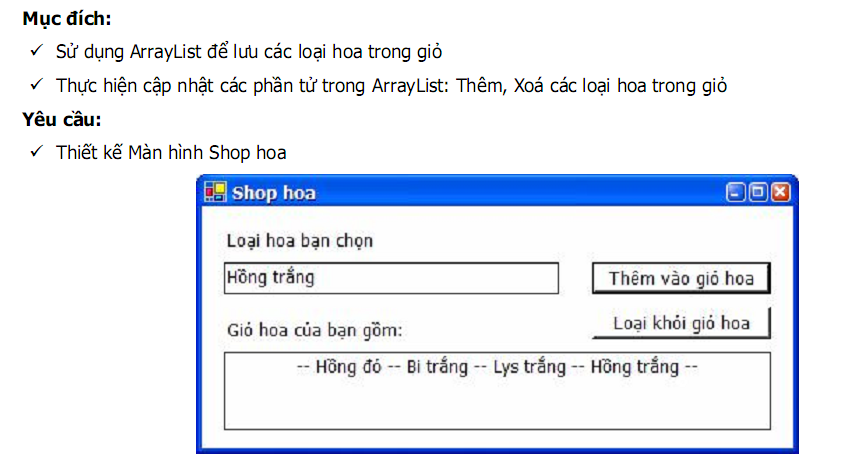 Mục đích:
✓ Sử dụng ArrayList để lưu các loại hoa trong giỏ
✓ Thực hiện cập nhật các phần tử trong ArrayList: Thêm, Xoá các loại hoa trong giỏ
Yêu cầu:
✓ Thiết kế Màn hình Shop hoa
Shop hoa
Loại hoa bạn chọn
Hồng trắng
Thêm vào giỏ hoa
Loại khỏi giỏ hoa
Giỏ hoa của bạn gồm:
-- Hồng đỏ -- Bi trắng -- Lys trắng -- Hồng trắng --